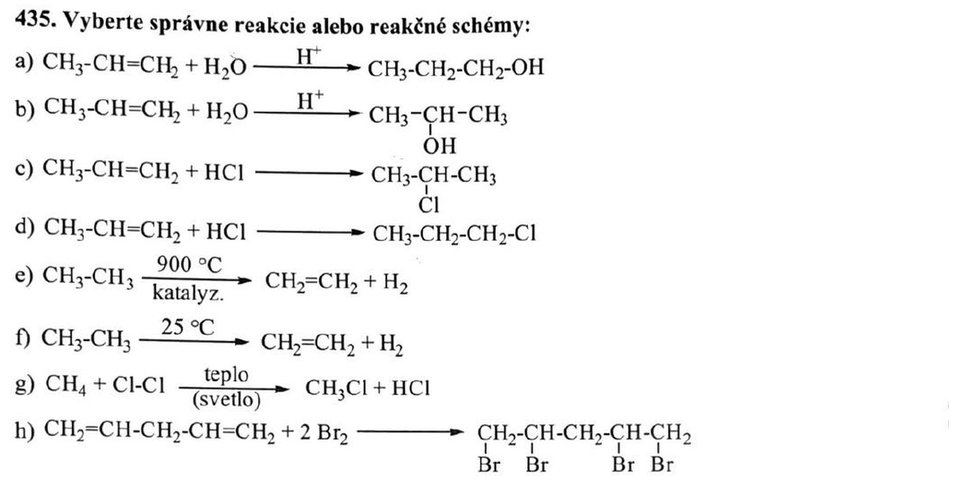 435. Vyberte správne reakcie alebo reakčné schémy:
a) CH₃-CH=CH₂ + H₂O —H⁺→ CH₃-CH₂-CH₂-OH
b) CH₃-CH=CH₂ + H₂O —H⁺→ CH₃-CH-CH₃
OH
c) CH₃-CH=CH₂ + HCl ⟶ CH₃-CH-CH₃
Cl
d) CH₃-CH=CH₂ + HCl ⟶ CH₃-CH₂-CH₂-Cl
900 °C
e) CH₃-CH₃ ⟶ CH₂=CH₂ + H₂
katalyz.
25 °C
f) CH₃-CH₃ ⟶ CH₂=CH₂ + H₂
teplo
g) CH₄ + Cl-Cl ⟶ CH₃Cl + HCl
(svetlo)
h) CH₂=CH-CH₂-CH=CH₂ + 2 Br₂ ⟶ CH₂-CH-CH₂-CH-CH₂
Br Br Br Br